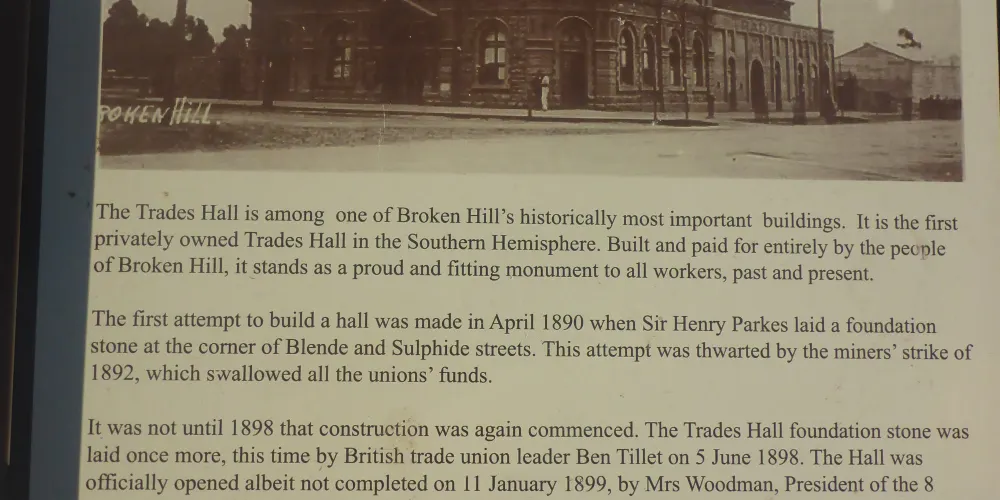 BROKEN HILL.
The Trades Hall is among one of Broken Hill's historically most important buildings. It is the first
privately owned Trades Hall in the Southern Hemisphere. Built and paid for entirely by the people
of Broken Hill, it stands as a proud and fitting monument to all workers, past and present.
The first attempt to build a hall was made in April 1890 when Sir Henry Parkes laid a foundation
stone at the corner of Blende and Sulphide streets. This attempt was thwarted by the miners' strike of
1892, which swallowed all the unions' funds.
It was not until 1898 that construction was again commenced. The Trades Hall foundation stone was
laid once more, this time by British trade union leader Ben Tillet on 5 June 1898. The Hall was
officially opened albeit not completed on 11 January 1899, by Mrs Woodman, President of the 8